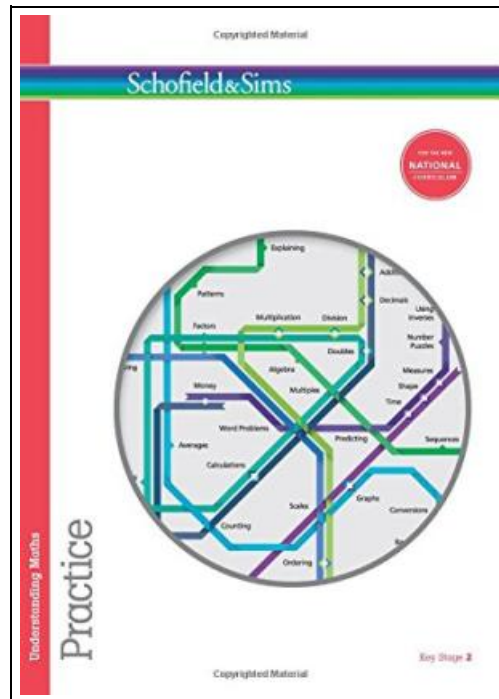 Copyrighted Material
Schofield & Sims
FOR THE NEW
NATIONAL
CURRICULUM
Explaining
Patterns
Decimals
Multiplication
Division
Using
Inverses
Factors
Doubles
Number
Puzzles
Algebra
Measures
Money
Multiples
Shape
Time
Word Problems
Predicting
Sequences
Averages
Calculations
Graphs
Scales
Conversions
Counting
Ordering
Understanding Maths
Practice
Key Stage 2
Copyrighted Material